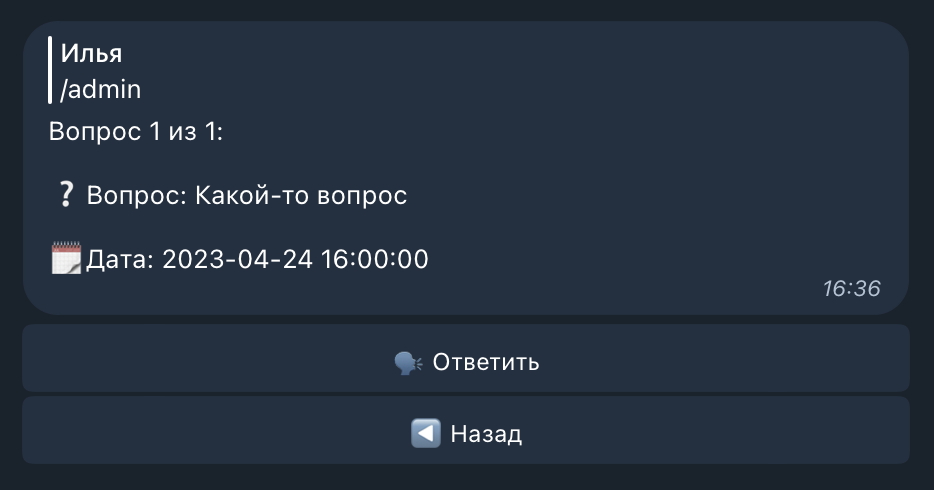 Илья
/admin
Вопрос 1 из 1:
❔ Вопрос: Какой-то вопрос
🗓 Дата: 2023-04-24 16:00:00
16:36
🗣 Ответить
◀️ Назад